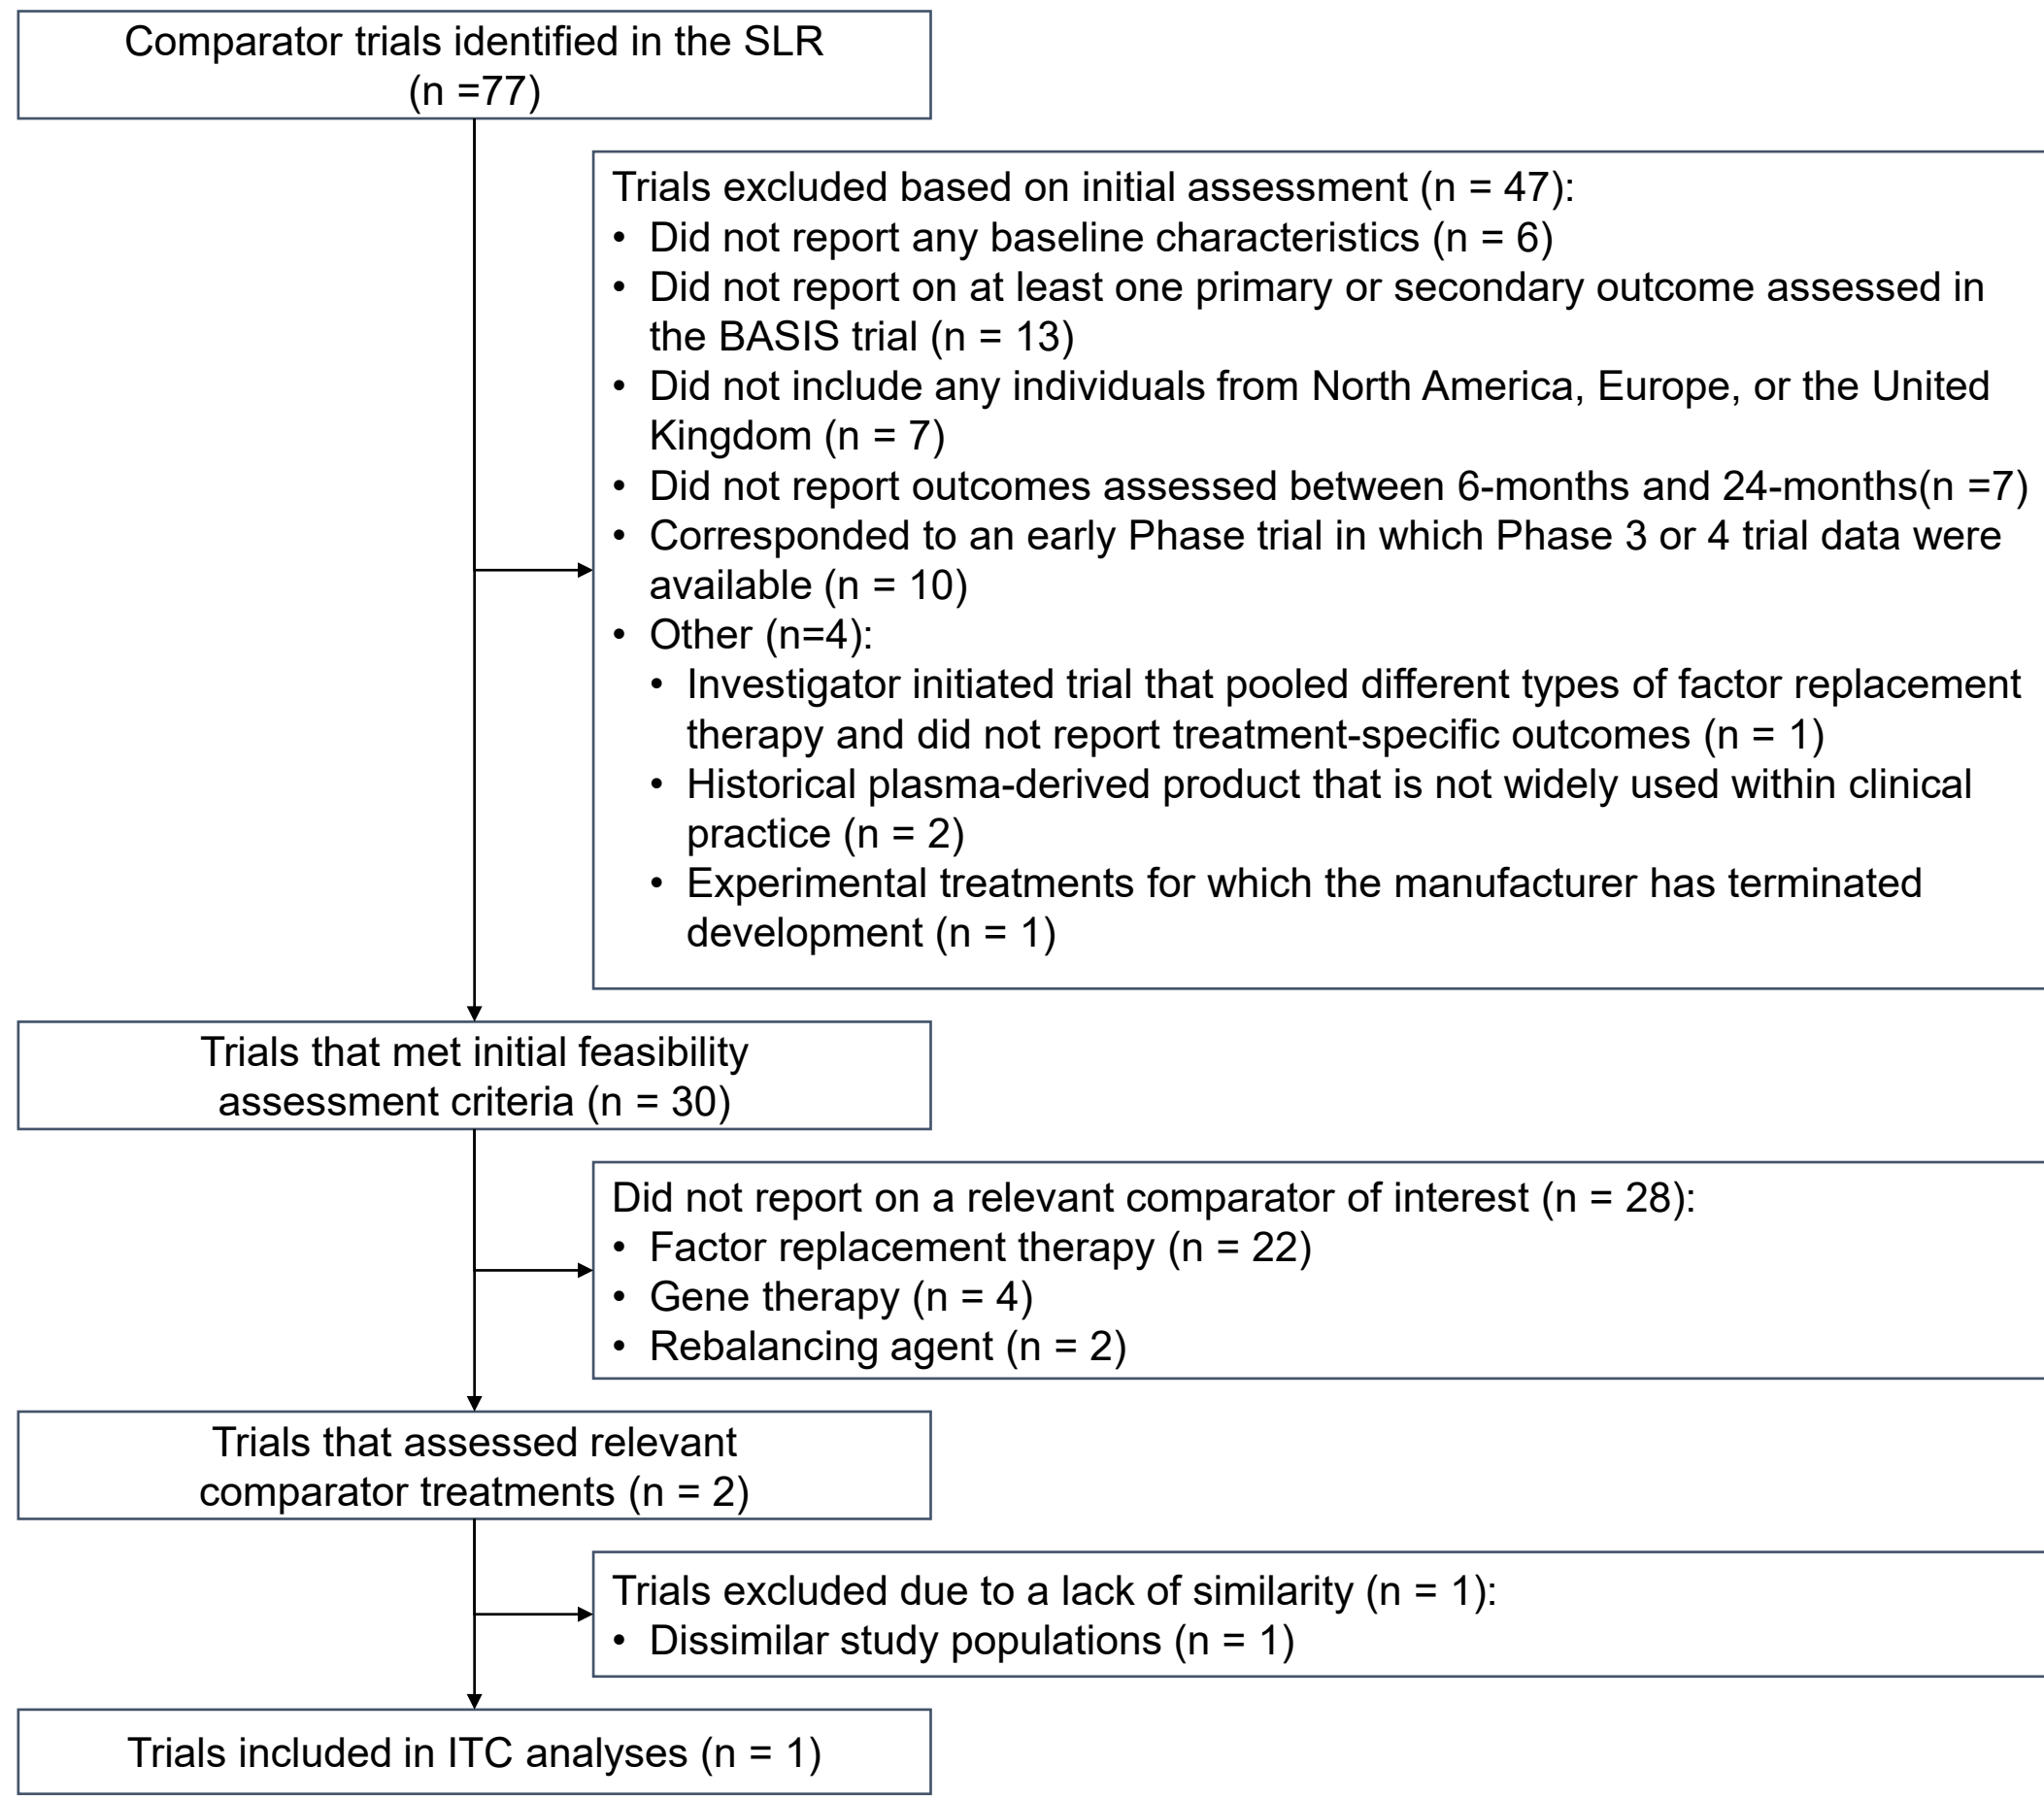 Comparator trials identified in the SLR
(n =77)
Trials excluded based on initial assessment (n = 47):
• Did not report any baseline characteristics (n = 6)
• Did not report on at least one primary or secondary outcome assessed in
the BASIS trial (n = 13)
• Did not include any individuals from North America, Europe, or the United
Kingdom (n = 7)
• Did not report outcomes assessed between 6-months and 24-months(n =7)
• Corresponded to an early Phase trial in which Phase 3 or 4 trial data were
available (n = 10)
• Other (n=4):
• Investigator initiated trial that pooled different types of factor replacement
therapy and did not report treatment-specific outcomes (n = 1)
• Historical plasma-derived product that is not widely used within clinical
practice (n = 2)
• Experimental treatments for which the manufacturer has terminated
development (n = 1)
Trials that met initial feasibility
assessment criteria (n = 30)
Did not report on a relevant comparator of interest (n = 28):
• Factor replacement therapy (n = 22)
• Gene therapy (n = 4)
• Rebalancing agent (n = 2)
Trials that assessed relevant
comparator treatments (n = 2)
Trials excluded due to a lack of similarity (n = 1):
• Dissimilar study populations (n = 1)
Trials included in ITC analyses (n = 1)